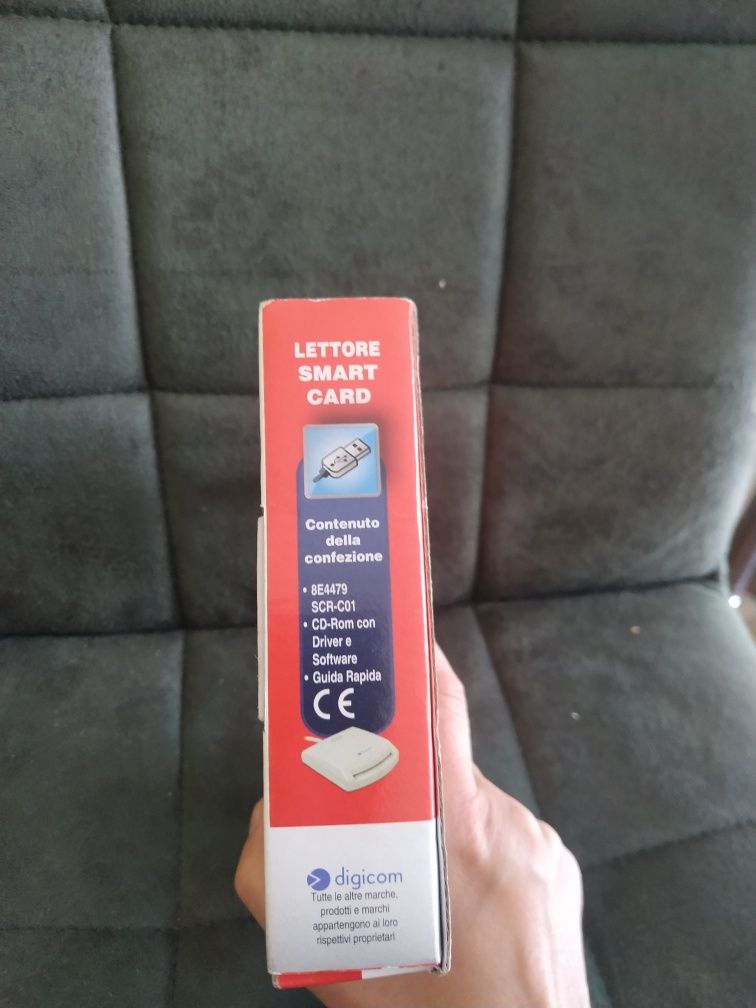 LETTORE
SMART
CARD
Contenuto
della
confezione
• 8E4479
SCR-C01
• CD-Rom con
Driver e
Software
• Guida Rapida
CE
digicom
Tutte le altre marche,
prodotti e marchi
appartengono ai loro
rispettivi proprietari